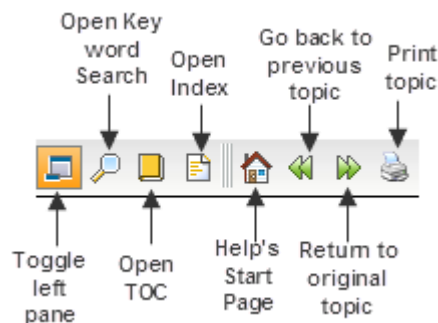 Open Key
word
Search
Open
Index
Go back to
previous
topic
Print
topic
Toggle
left
pane
Open
TOC
Help's
Start
Page
Return to
original
topic